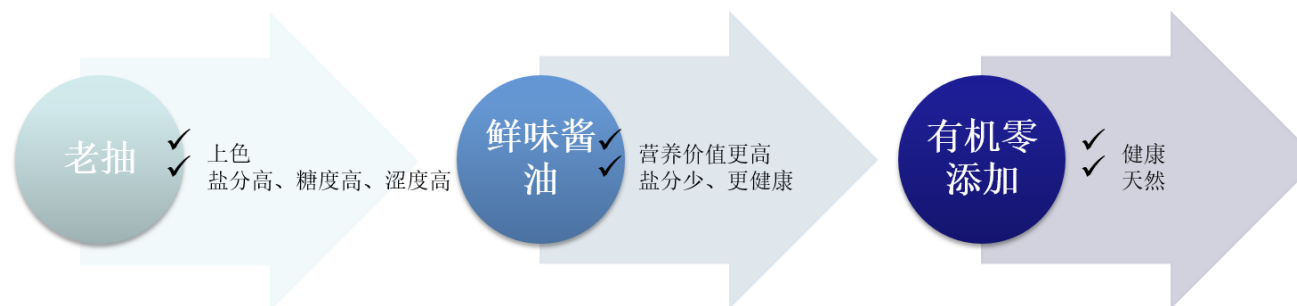 老抽
上色
盐分高、糖度高、涩度高
鲜味酱
油
营养价值更高
盐分少、更健康
有机零
添加
健康
天然